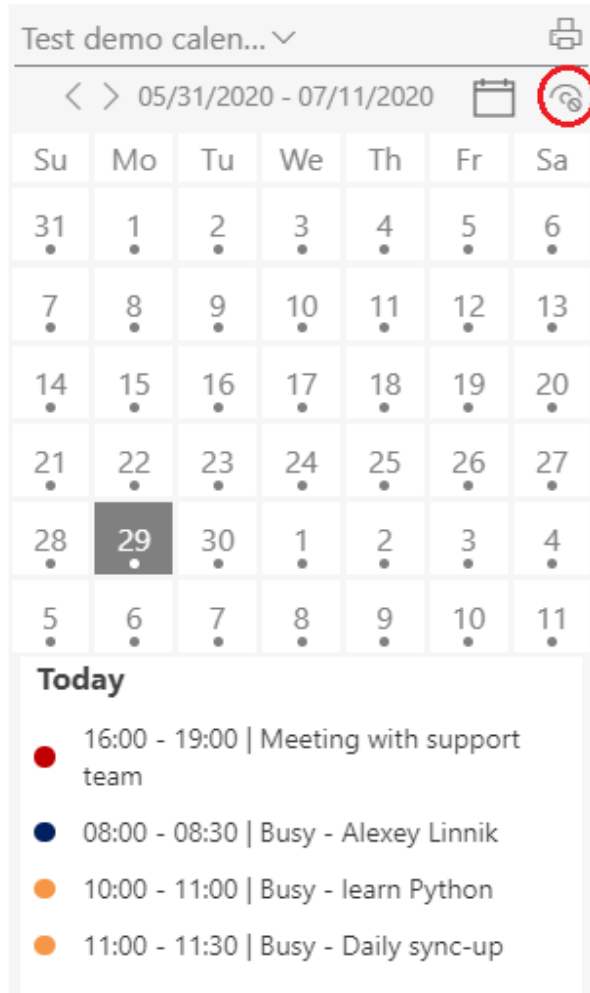 Test demo calen...
05/31/2020 - 07/11/2020
Su Mo Tu We Th Fr Sa
31 1 2 3 4 5 6
7 8 9 10 11 12 13
14 15 16 17 18 19 20
21 22 23 24 25 26 27
28 29 30 1 2 3 4
5 6 7 8 9 10 11
Today
16:00 - 19:00 | Meeting with support
team
08:00 - 08:30 | Busy - Alexey Linnik
10:00 - 11:00 | Busy - learn Python
11:00 - 11:30 | Busy - Daily sync-up